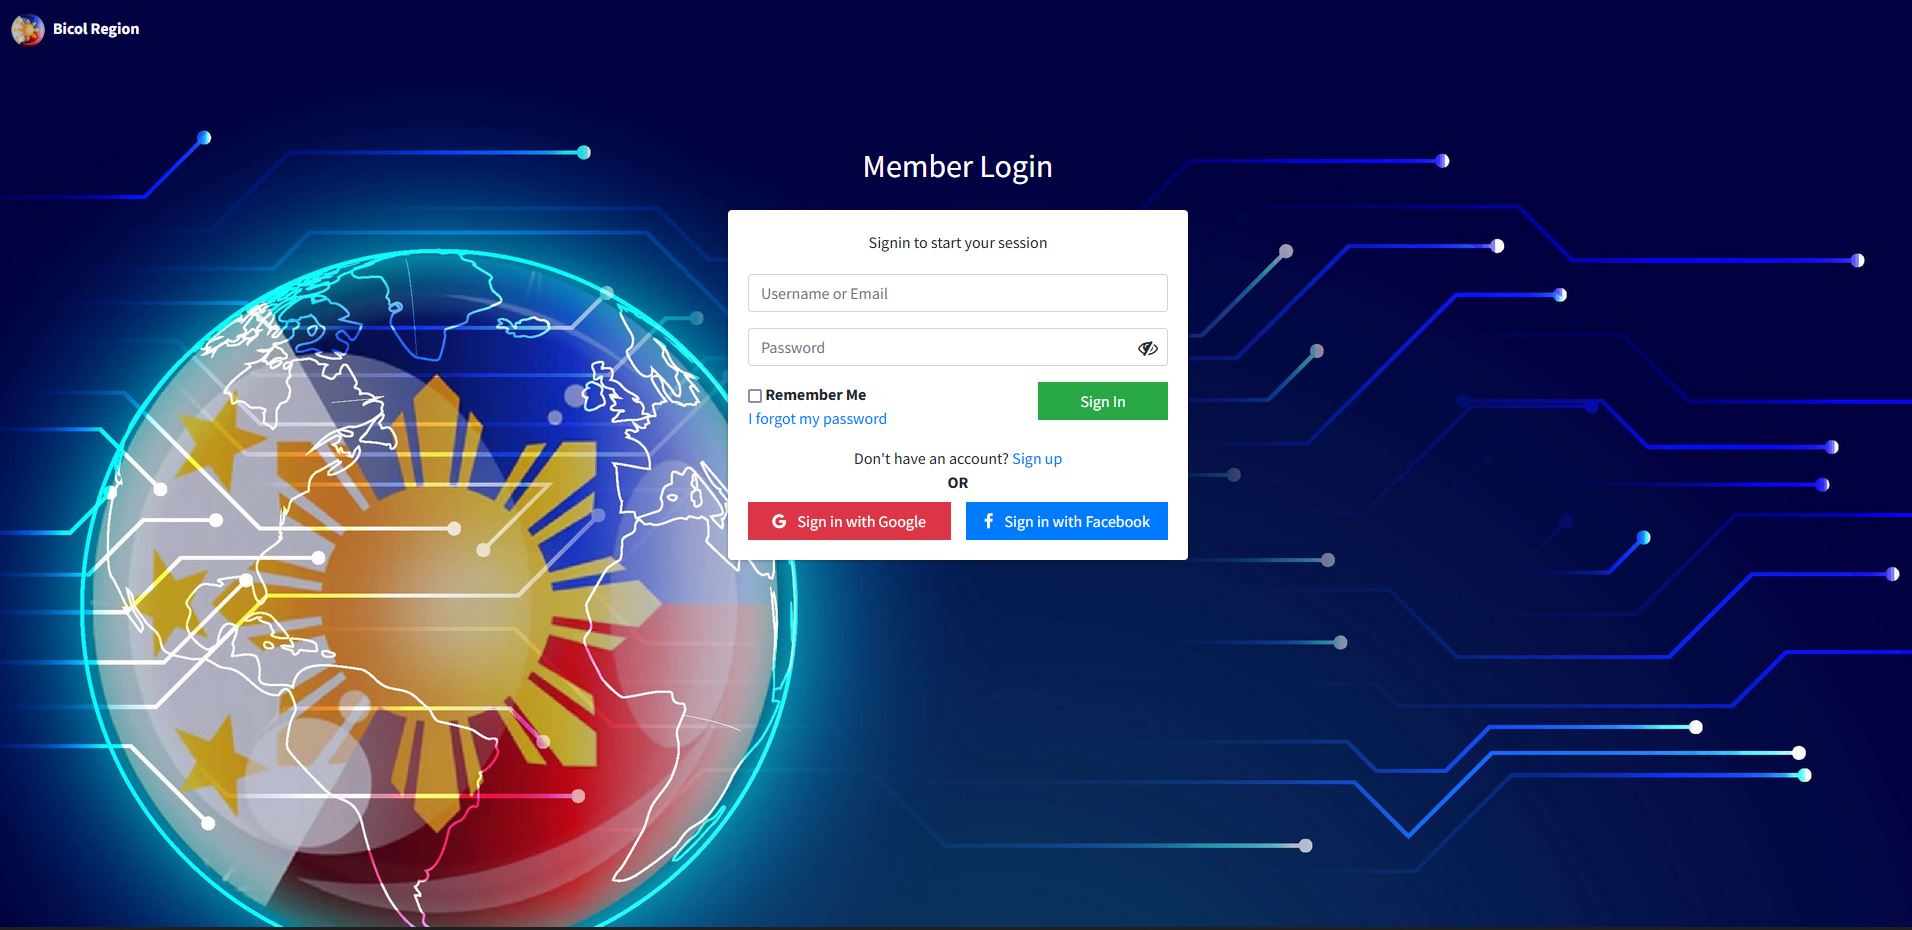 Bicol Region
Member Login
Signin to start your session
Username or Email
Password
Remember Me
Sign In
I forgot my password
Don't have an account? Sign up
OR
Sign in with Google
Sign in with Facebook